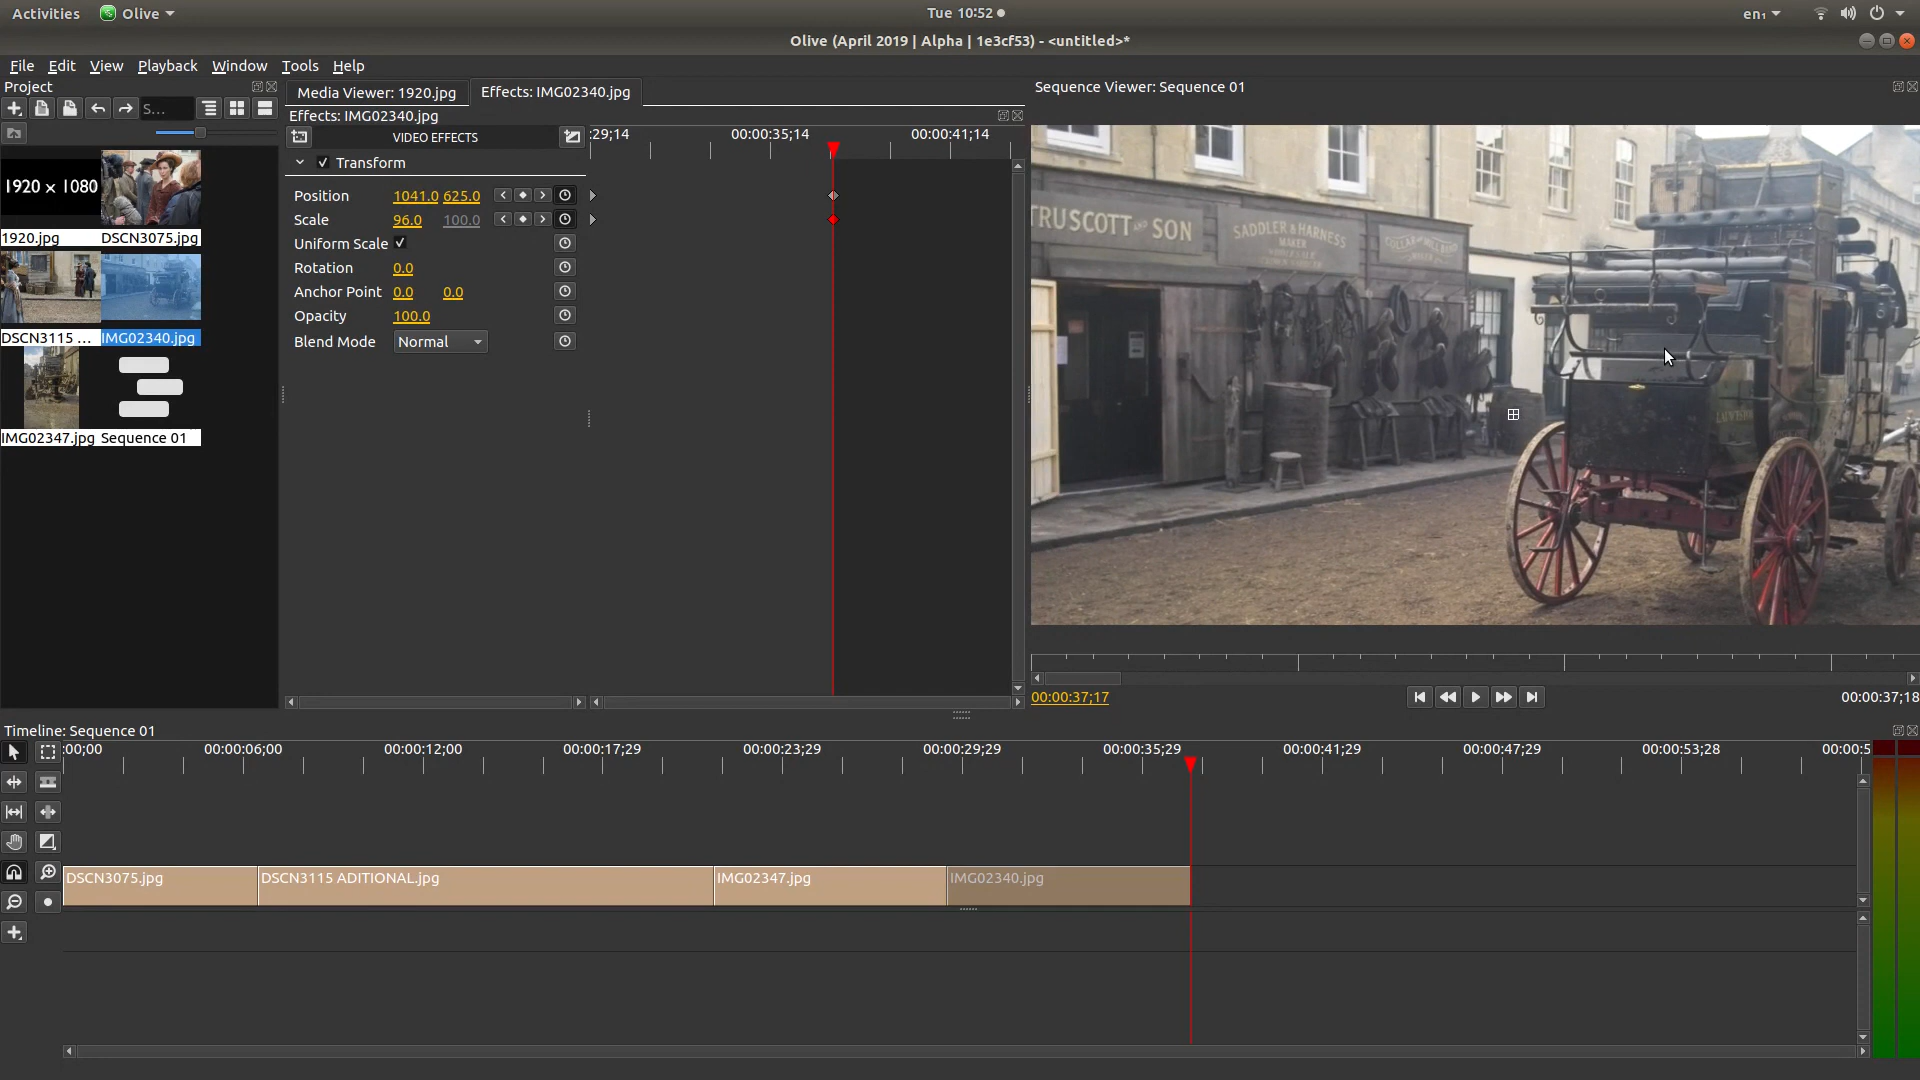 Activities Olive Tue 10:52 en₁
Olive (April 2019 | Alpha | 1e3cf53) - <untitled>*
File Edit View Playback Window Tools Help
Project
S...
1920 × 1080
1920.jpg DSCN3075.jpg
DSCN3115 ... IMG02340.jpg
IMG02347.jpg Sequence 01
Media Viewer: 1920.jpg Effects: IMG02340.jpg
Effects: IMG02340.jpg
VIDEO EFFECTS
:29;14 00:00:35;14 00:00:41;14
Transform
Position 1041.0 625.0
Scale 96.0 100.0
Uniform Scale
Rotation 0.0
Anchor Point 0.0 0.0
Opacity 100.0
Blend Mode Normal
Sequence Viewer: Sequence 01
TRUSCOTT AND SON
SADDLER & HARNESS
MAKER
00:00:37;17 00:00:37;18
Timeline: Sequence 01
:00;00 00:00:06;00 00:00:12;00 00:00:17;29 00:00:23;29 00:00:29;29 00:00:35;29 00:00:41;29 00:00:47;29 00:00:53;28 00:00:5
DSCN3075.jpg DSCN3115 ADITIONAL.jpg IMG02347.jpg IMG02340.jpg